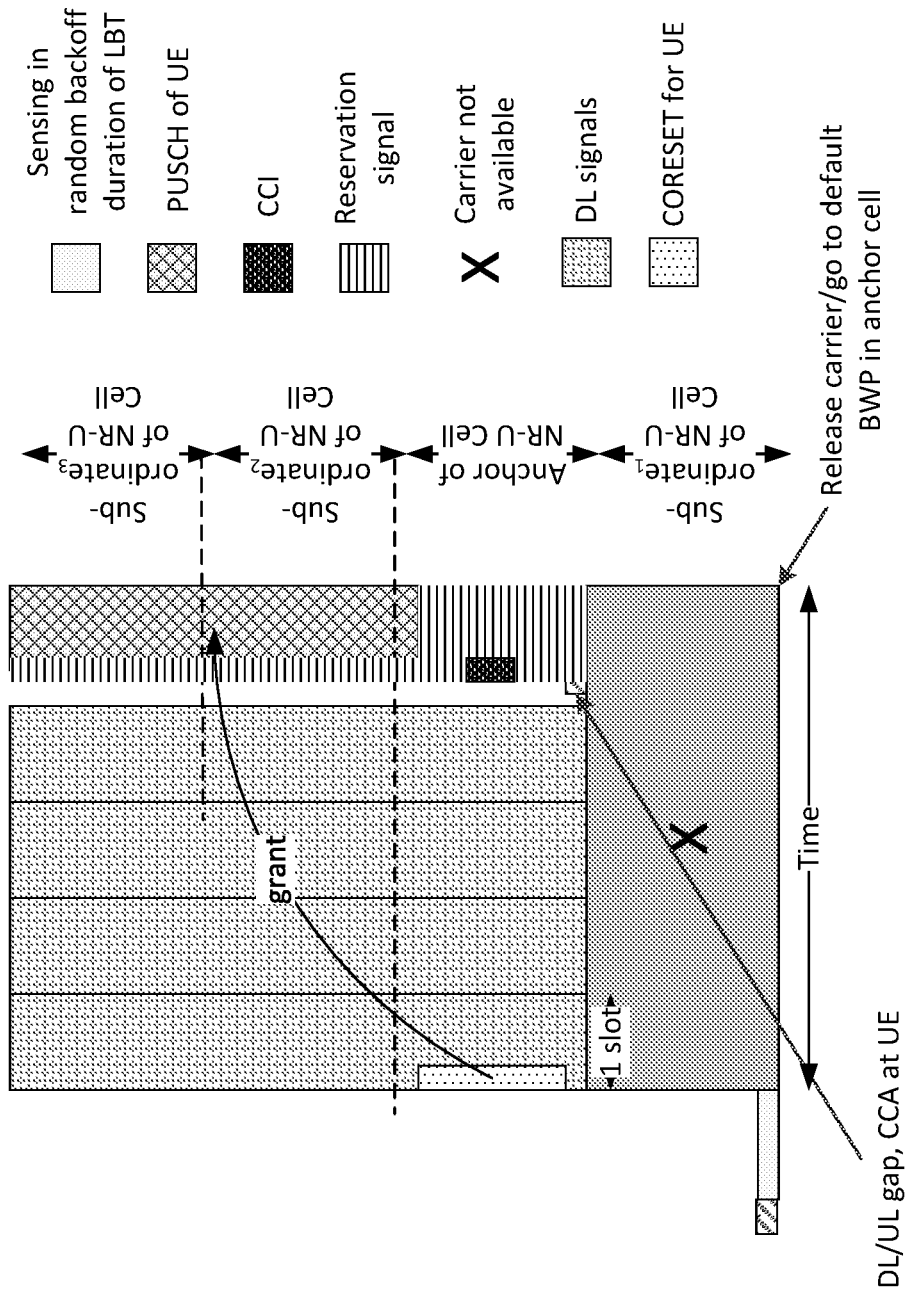 Sensing in
random backoff
duration of LBT
PUSCH of UE
CCI
Reservation
signal
X
Carrier not
available
DL signals
CORESET for UE
Sub-
ordinate3
of NR-U
Cell
Sub-
ordinate2
of NR-U
Cell
Anchor of
NR-U Cell
Sub-
ordinate1
of NR-U
Cell
grant
1 slot
X
Time
Release carrier/go to default
BWP in anchor cell
DL/UL gap, CCA at UE